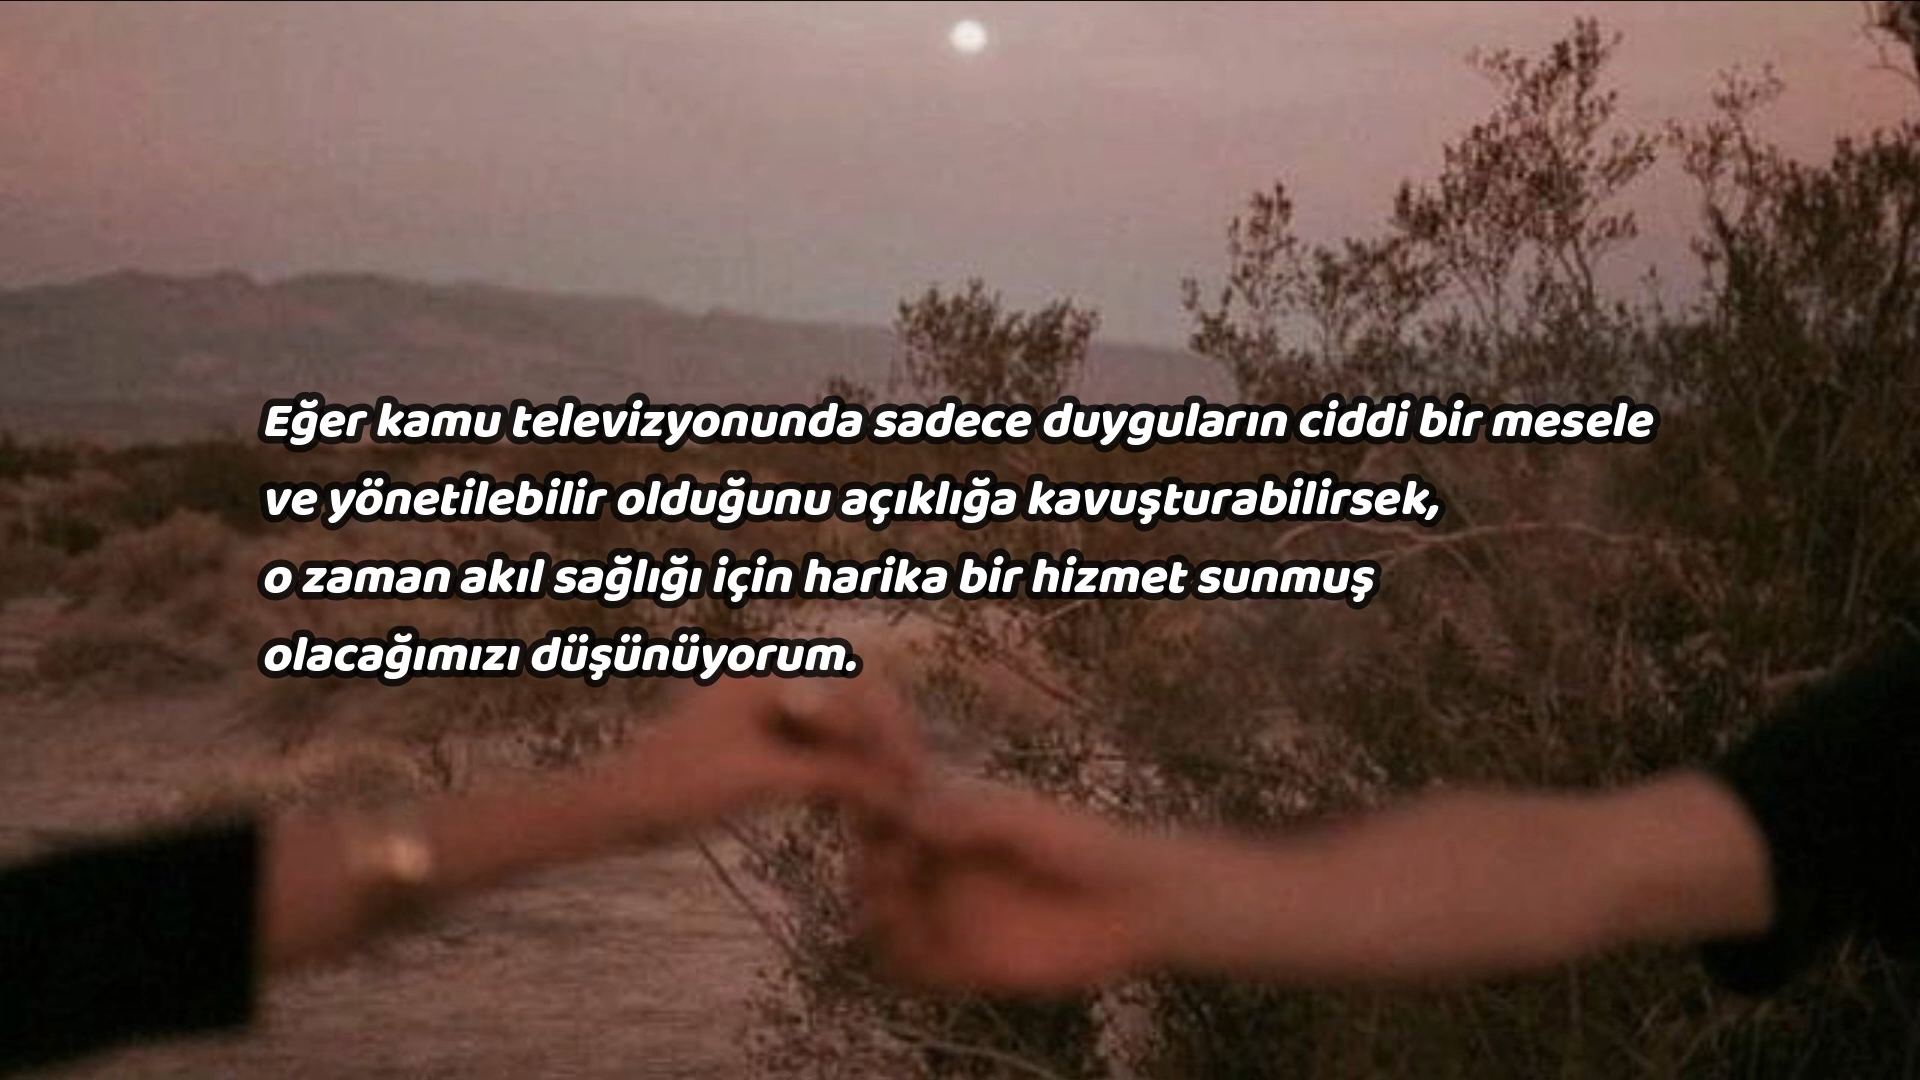 Eğer kamu televizyonunda sadece duyguların ciddi bir mesele
ve yönetilebilir olduğunu açıklığa kavuşturabilirsek,
o zaman akıl sağlığı için harika bir hizmet sunmuş
olacağımızı düşünüyorum.